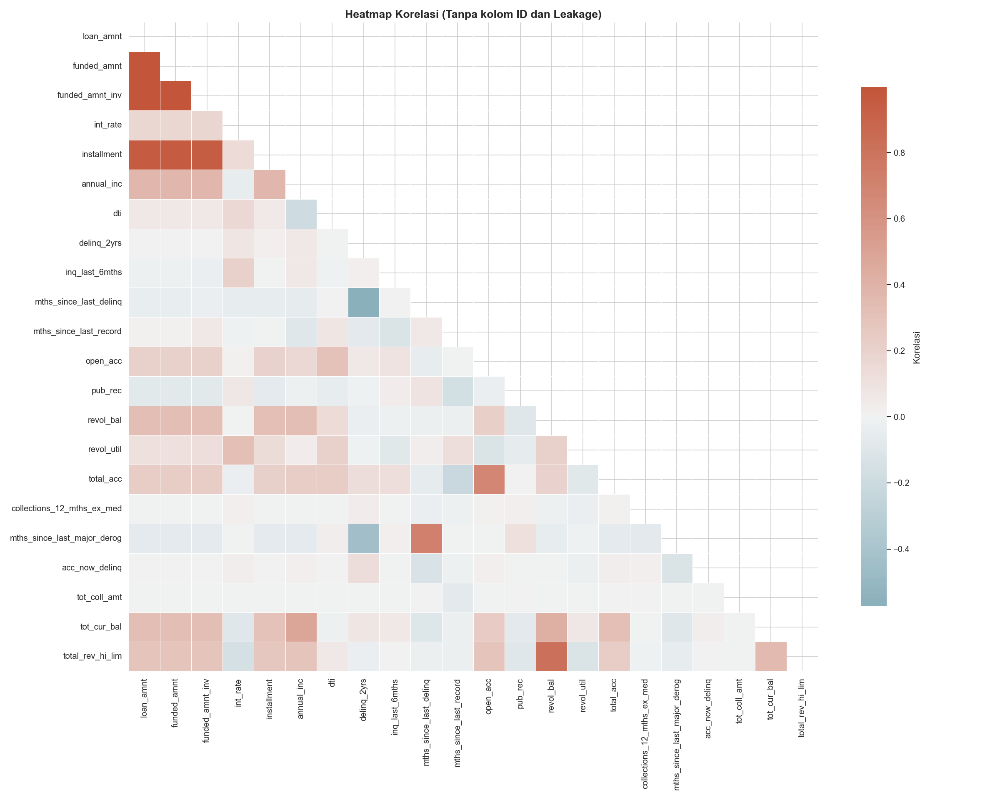 Heatmap Korelasi (Tanpa kolom ID dan Leakage)
loan_amnt
funded_amnt
funded_amnt_inv
int_rate
installment
annual_inc
dti
delinq_2yrs
inq_last_6mths
mths_since_last_delinq
mths_since_last_record
open_acc
pub_rec
revol_bal
revol_util
total_acc
collections_12_mths_ex_med
mths_since_last_major_derog
acc_now_delinq
tot_coll_amt
tot_cur_bal
total_rev_hi_lim
loan_amnt
funded_amnt
funded_amnt_inv
int_rate
installment
annual_inc
dti
delinq_2yrs
inq_last_6mths
mths_since_last_delinq
mths_since_last_record
open_acc
pub_rec
revol_bal
revol_util
total_acc
collections_12_mths_ex_med
mths_since_last_major_derog
acc_now_delinq
tot_coll_amt
tot_cur_bal
total_rev_hi_lim
0.8
0.6
0.4
0.2
0.0
−0.2
−0.4
Korelasi